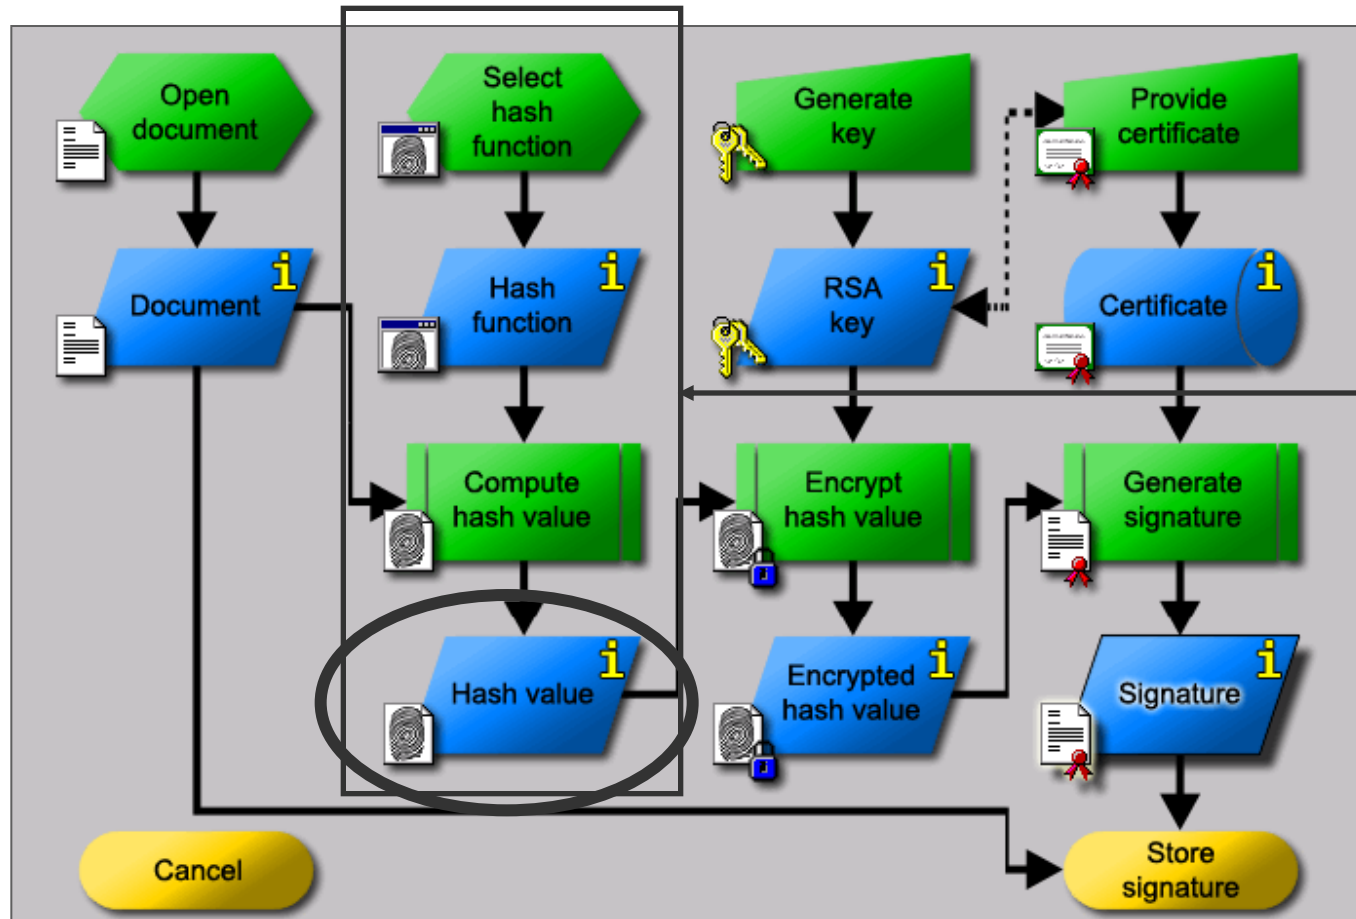 Open
document
Select
hash
function
Generate
key
Provide
certificate
Document
i
Hash
function
i
RSA
key
i
Certificate
i
Compute
hash value
Encrypt
hash value
Generate
signature
Hash value
i
Encrypted
hash value
i
Signature
i
Cancel
Store
signature